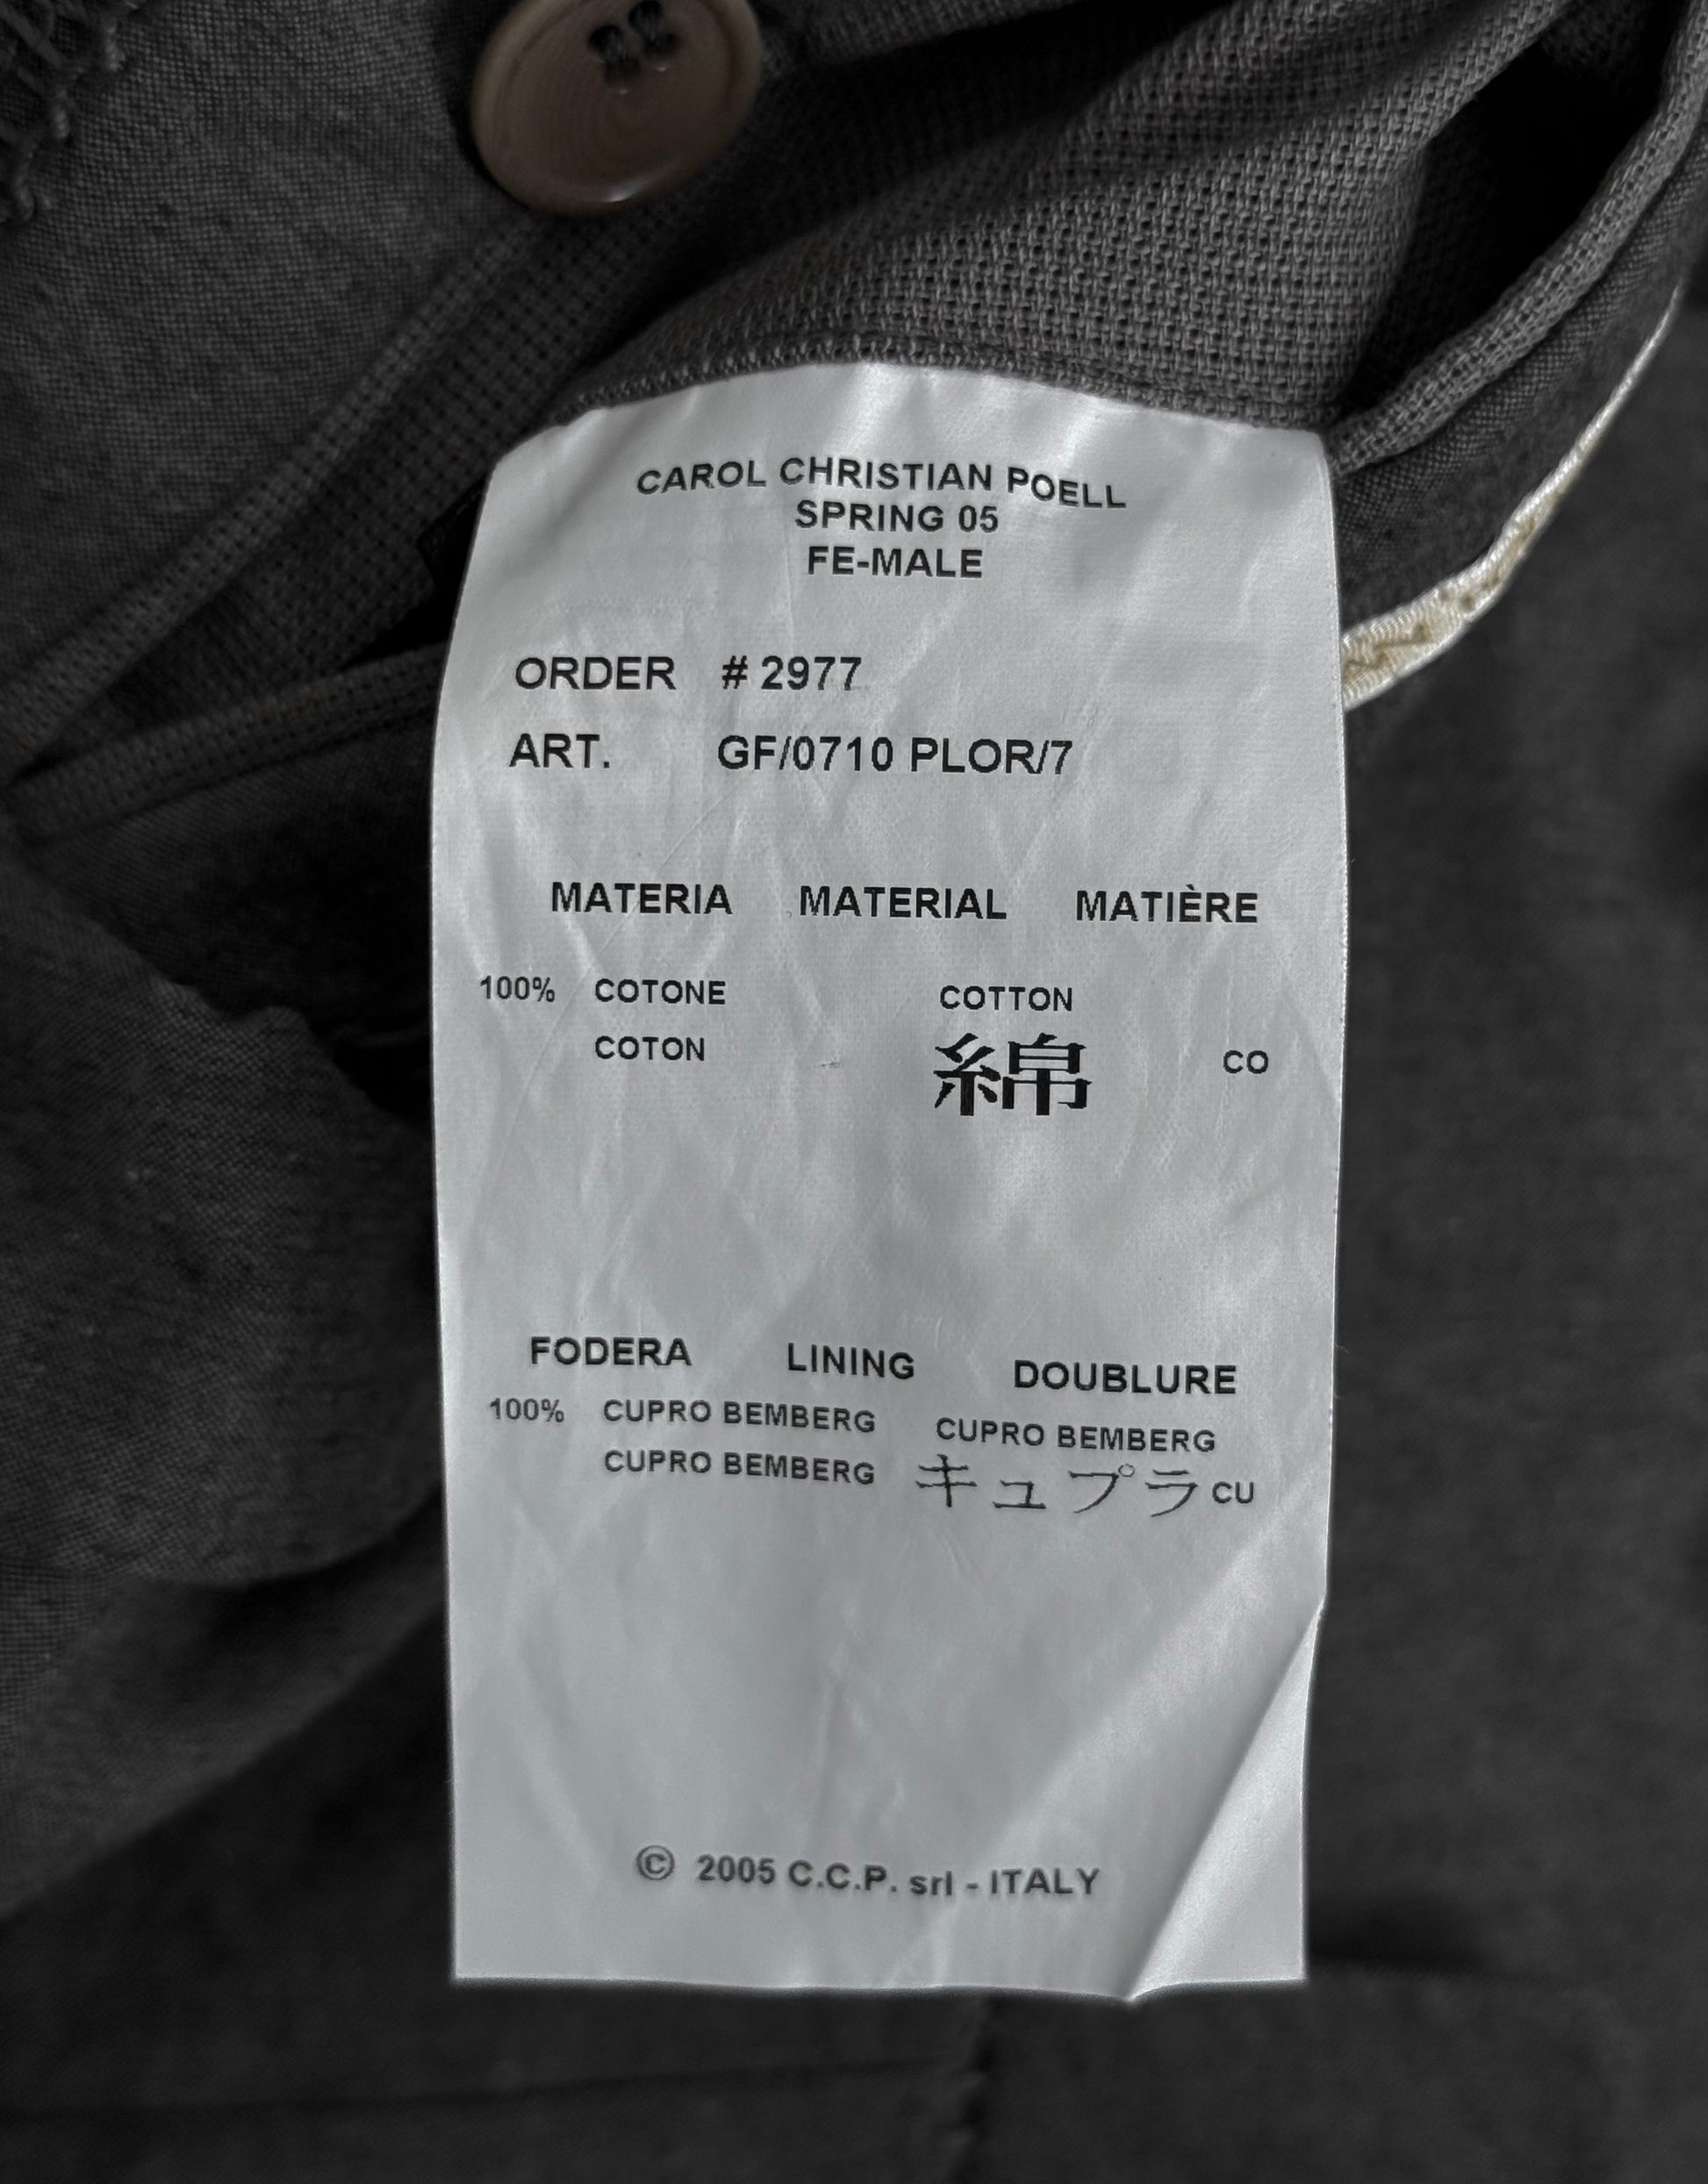 CAROL CHRISTIAN POELL
SPRING 05
FE-MALE
ORDER # 2977
ART. GF/0710 PLOR/7
MATERIA MATERIAL MATIÈRE
100% COTONE COTTON
COTON 綿 CO
FODERA LINING DOUBLURE
100% CUPRO BEMBERG CUPRO BEMBERG
CUPRO BEMBERG キュプラ CU
© 2005 C.C.P. srl - ITALY